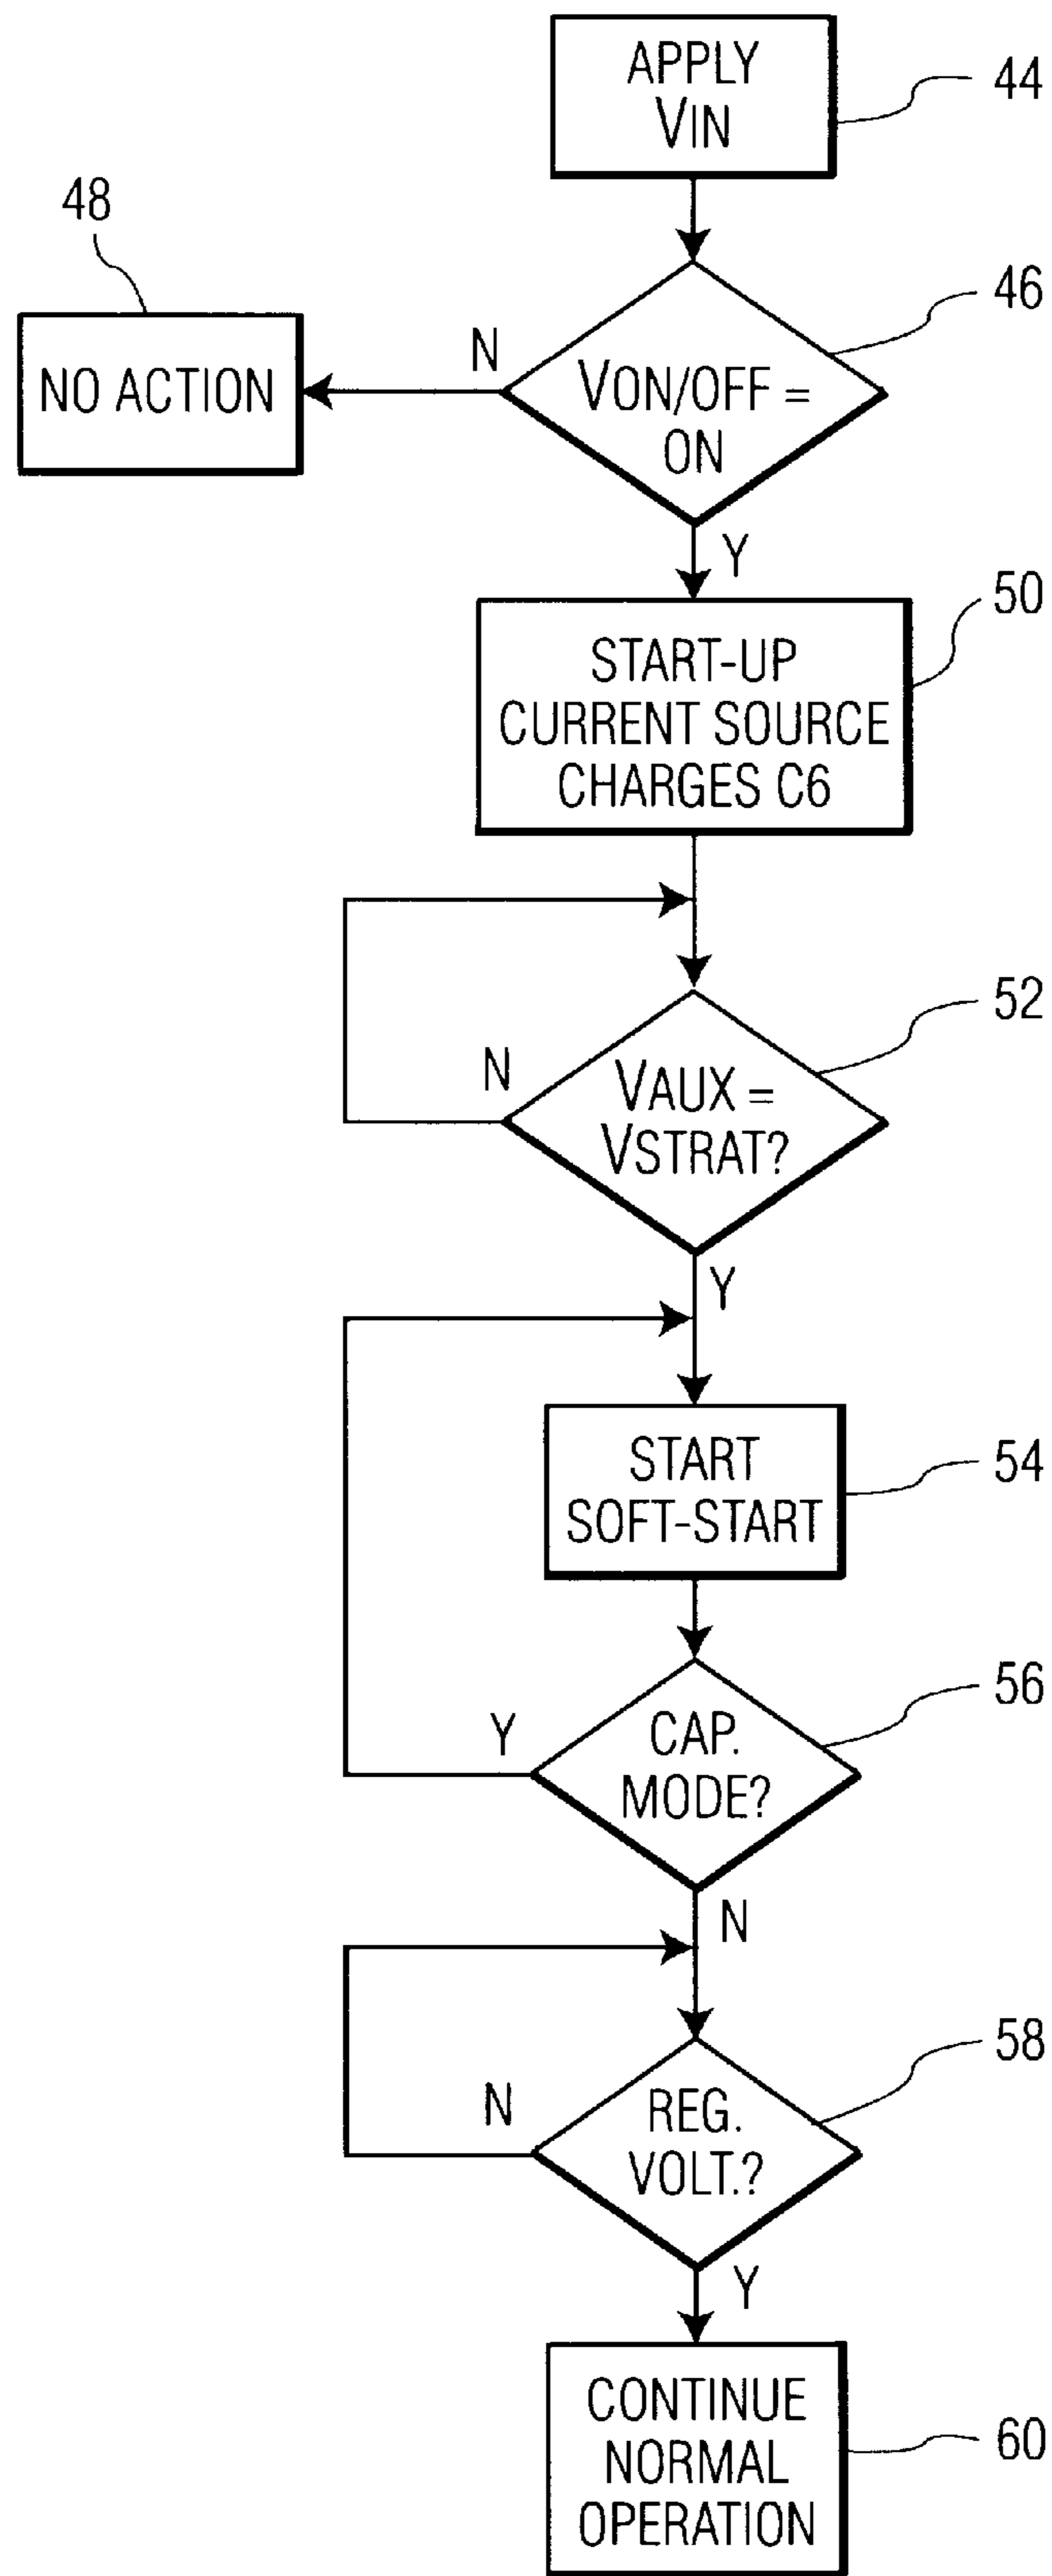 APPLY
VIN
44
48
46
N
NO ACTION
VON/OFF =
ON
Y
50
START-UP
CURRENT SOURCE
CHARGES C6
52
N
VAUX =
VSTRAT?
Y
START
SOFT-START
54
56
Y
CAP.
MODE?
N
58
N
REG.
VOLT.?
Y
CONTINUE
NORMAL
OPERATION
60